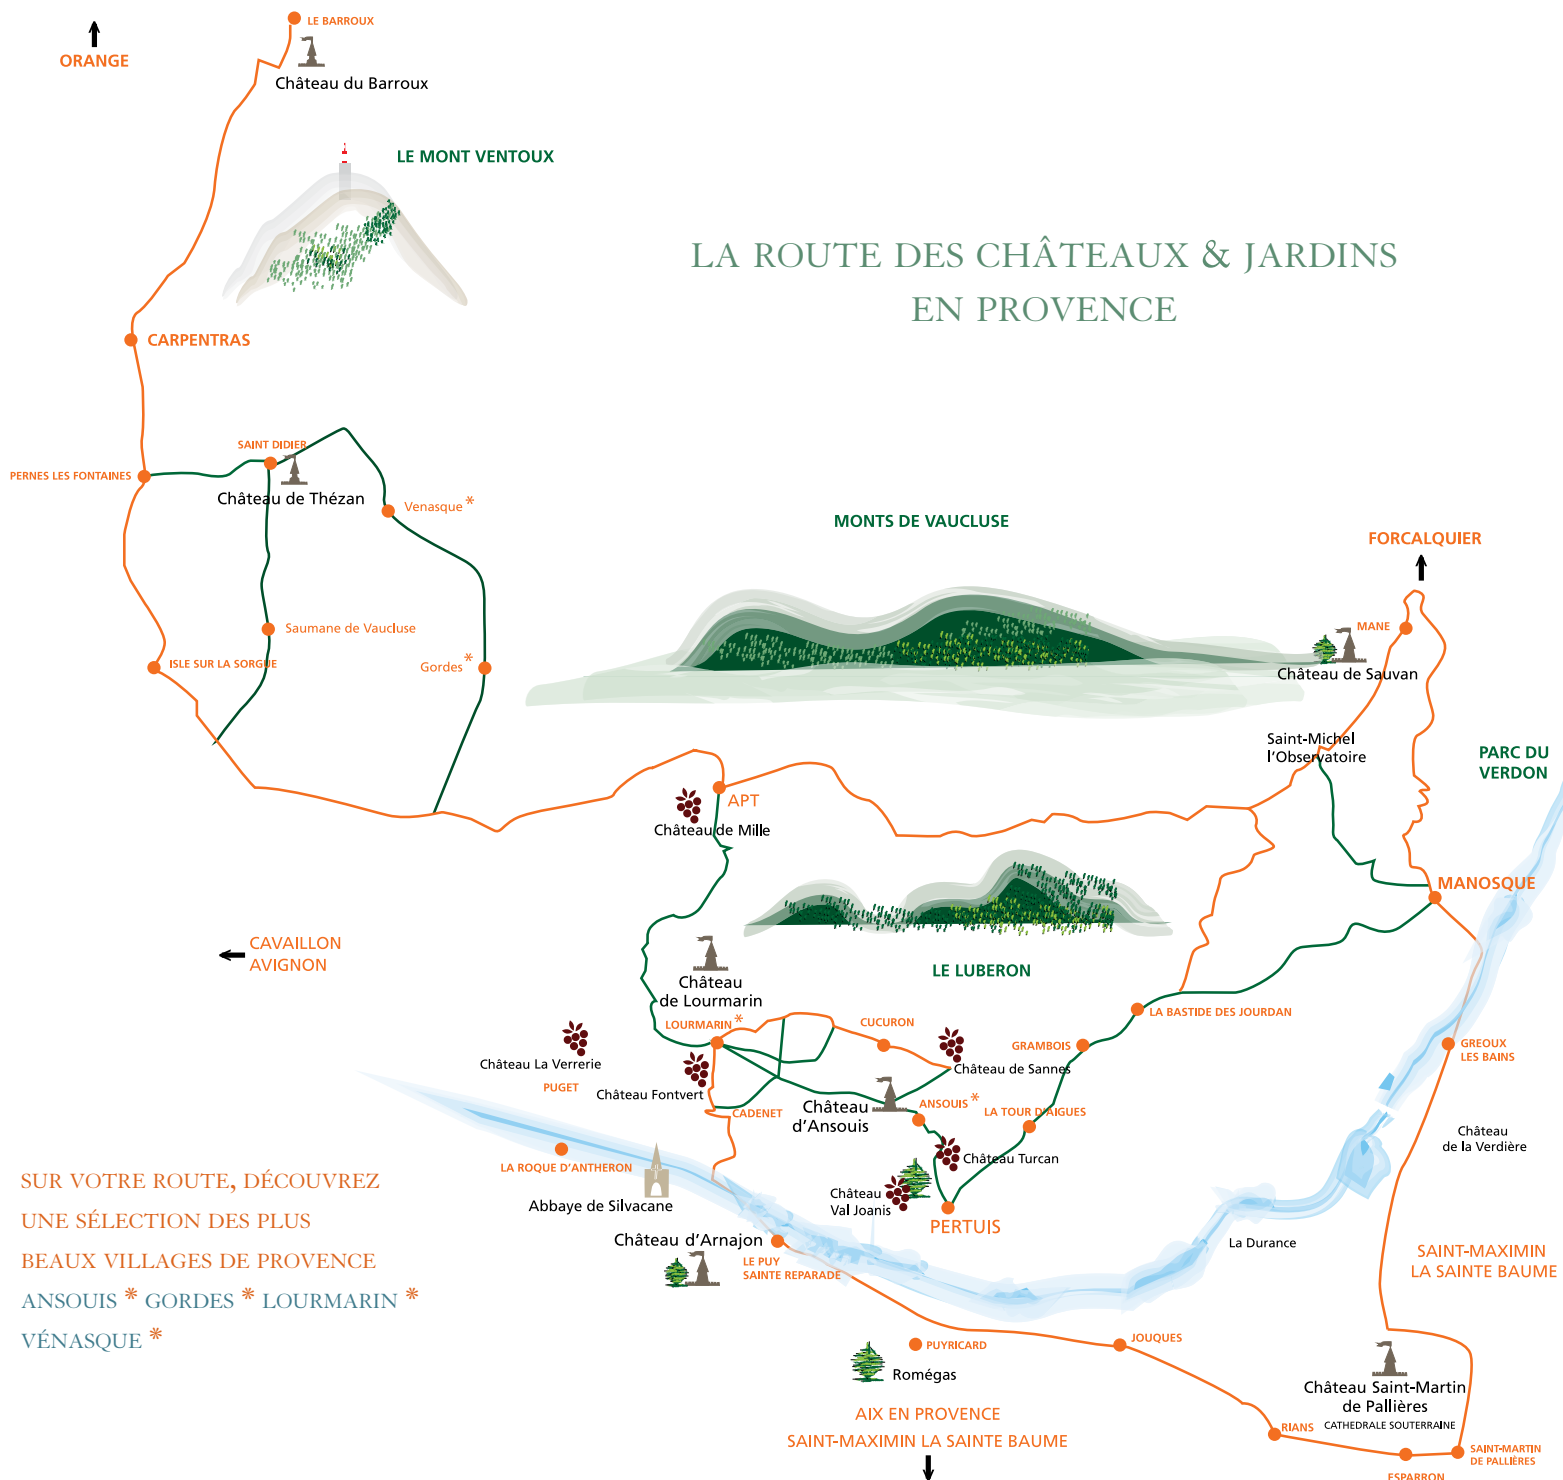 LE BARROUX
ORANGE
Château du Barroux
LE MONT VENTOUX
LA ROUTE DES CHÂTEAUX & JARDINS
EN PROVENCE
CARPENTRAS
SAINT DIDIER
PERNES LES FONTAINES
Château de Thézan
Venasque *
MONTS DE VAUCLUSE
FORCALQUIER
Saumane de Vaucluse
MANE
ISLE SUR LA SORGUE
Gordes *
Château de Sauvan
Saint-Michel
l'Observatoire
PARC DU
VERDON
APT
Château de Mille
MANOSQUE
CAVAILLON
AVIGNON
LE LUBERON
Château
de Lourmarin
LA BASTIDE DES JOURDAN
LOURMARIN *
CUCURON
GRAMBOIS
GREOUX
LES BAINS
Château La Verrerie
PUGET
Château Fontvert
Château de Sannes
CADENET
Château
d'Ansouis
ANSOUIS *
LA TOUR D'AIGUES
Château
de la Verdière
Château Turcan
LA ROQUE D'ANTHERON
Abbaye de Silvacane
Château
Val Joanis
PERTUIS
Château d'Arnajon
LE PUY
SAINTE REPARADE
La Durance
SAINT-MAXIMIN
LA SAINTE BAUME
SUR VOTRE ROUTE, DÉCOUVREZ
UNE SÉLECTION DES PLUS
BEAUX VILLAGES DE PROVENCE
ANSOUIS * GORDES * LOURMARIN *
VÉNASQUE *
PUYRICARD
JOUQUES
Romégas
Château Saint-Martin
de Pallières
CATHEDRALE SOUTERRAINE
AIX EN PROVENCE
SAINT-MAXIMIN LA SAINTE BAUME
RIANS
SAINT-MARTIN
DE PALLIÈRES
ESPARRON